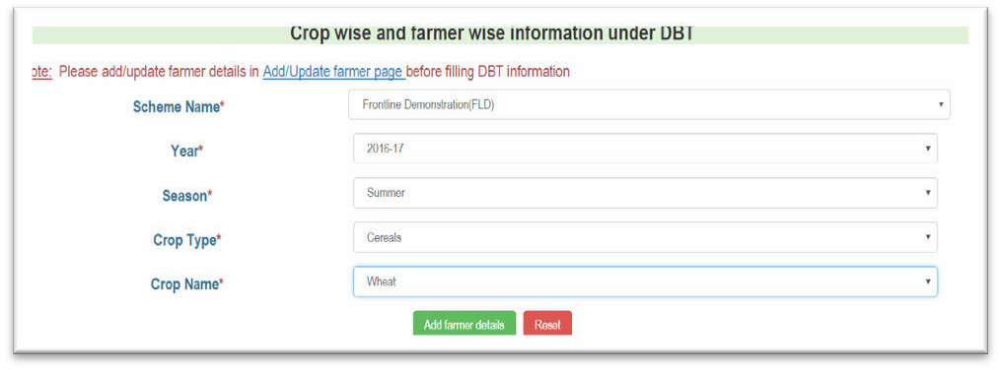 Crop wise and farmer wise information under DBT
ote: Please add/update farmer details in Add/Update farmer page before filling DBT information
Scheme Name* Frontline Demonstration(FLD)
Year* 2016-17
Season* Summer
Crop Type* Cereals
Crop Name* Wheat
Add farmer details Reset